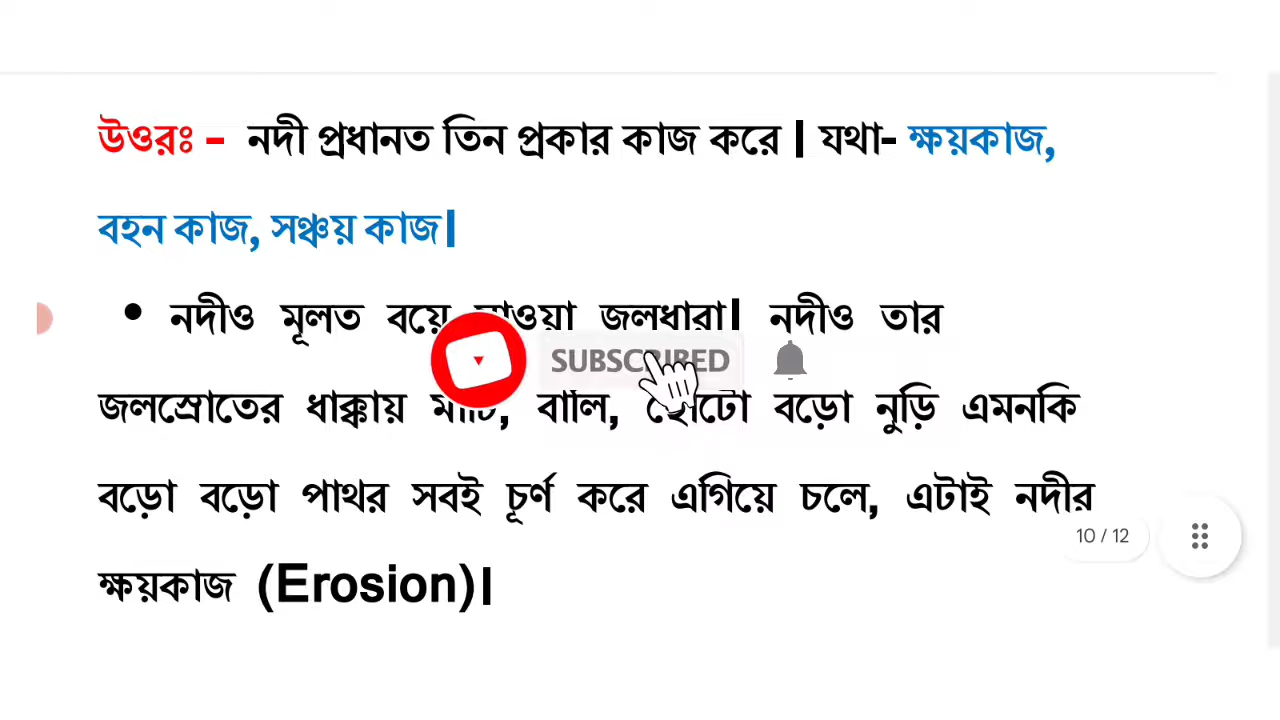 উওরঃ - নদী প্রধানত তিন প্রকার কাজ করে | যথা- ক্ষয়কাজ,
বহন কাজ, সঞ্চয় কাজ|
• নদীও মূলত বয়ে যাওয়া জলধারা| নদীও তার
SUBSCRIBED
জলস্রোতের ধাক্কায় মাটি, বালি, ছোটো বড়ো নুড়ি এমনকি
বড়ো বড়ো পাথর সবই চূর্ণ করে এগিয়ে চলে, এটাই নদীর
10 / 12
ক্ষয়কাজ (Erosion)|